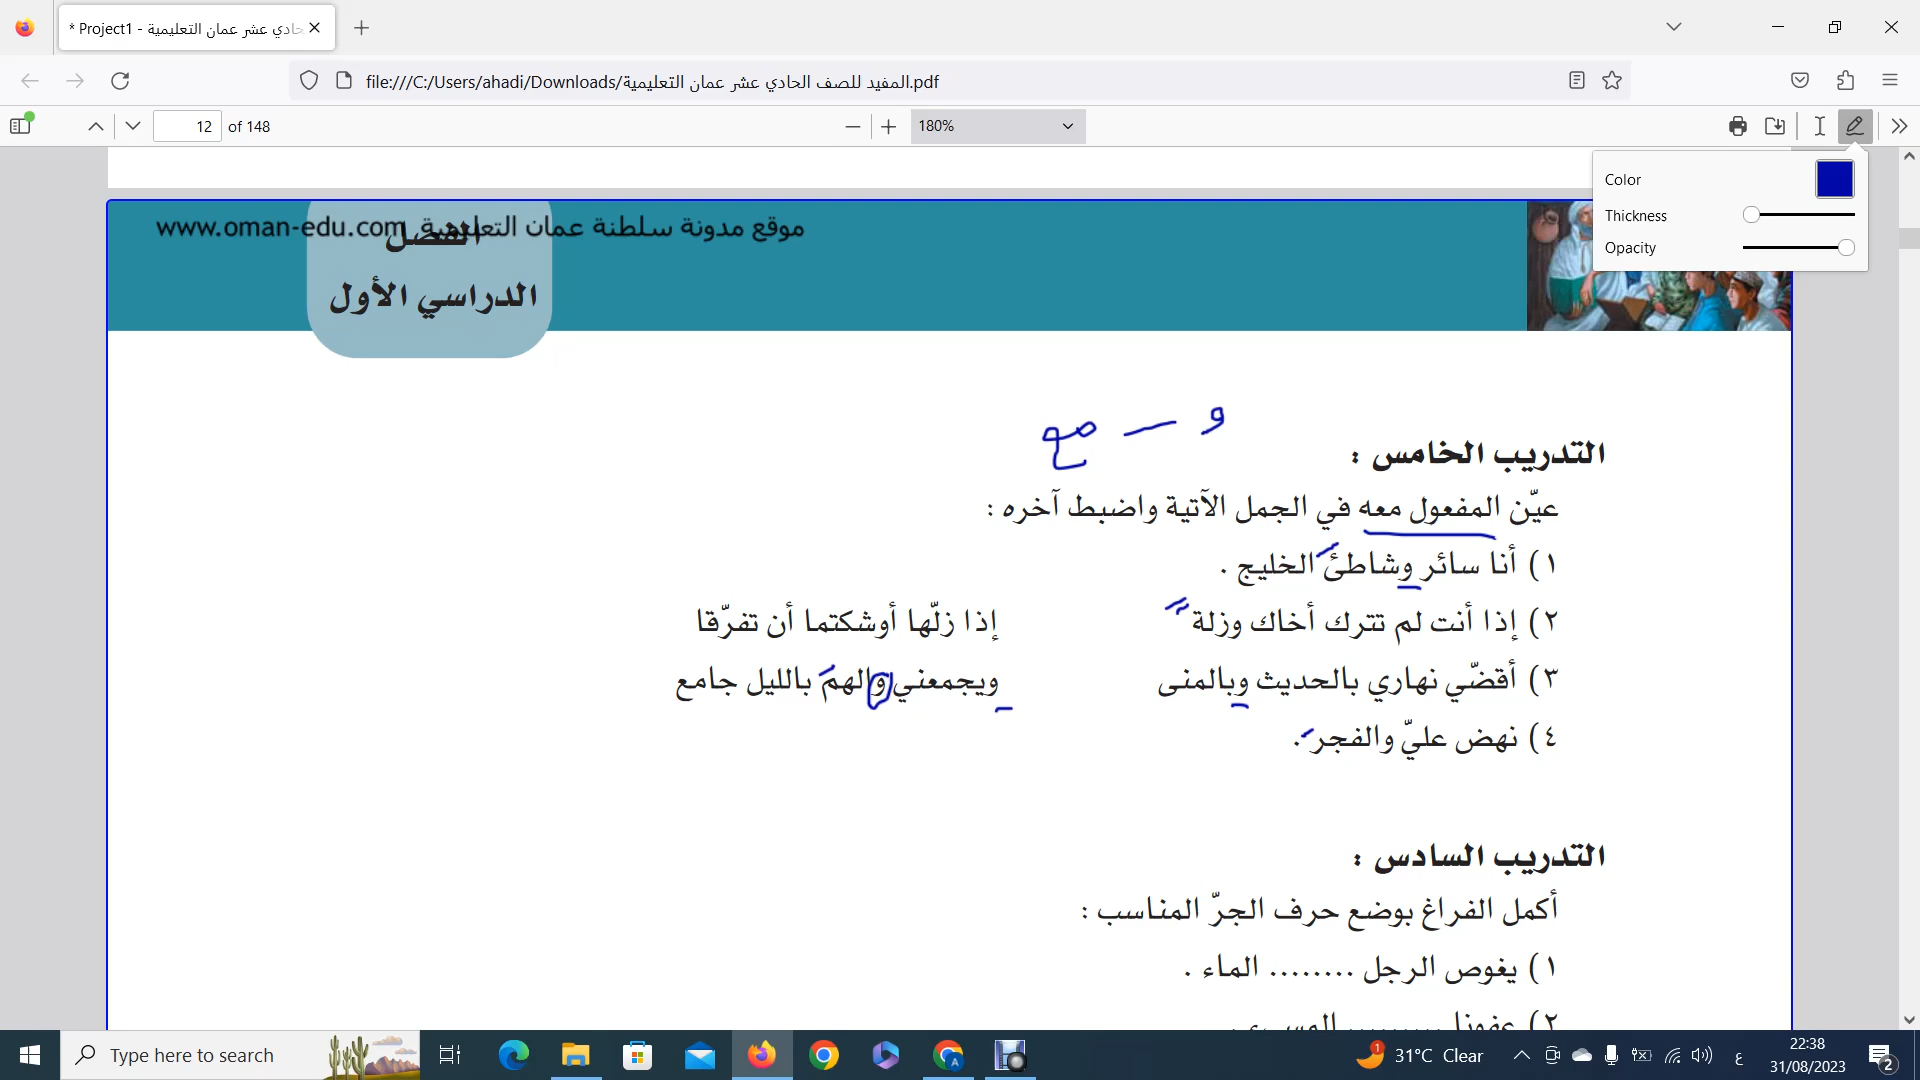 * Project1 - حادي عشر عمان التعليمية
file:///C:/Users/ahadi/Downloads/المفيد للصف الحادي عشر عمان التعليمية.pdf
12 of 148
180%
Color
Thickness
Opacity
موقع مدونة سلطنة عمان التعليمية www.oman-edu.com
الفصل
الدراسي الأول
و — مع
التدريب الخامس :
عيّن المفعول معه في الجمل الآتية واضبط آخره :
١) أنا سائر وشاطئَ الخليج .
٢) إذا أنت لم تترك أخاك وزلة إذا زلّها أوشكتما أن تفرّقا
٣) أقضّي نهاري بالحديث وبالمنى ويجمعني والهمَ بالليل جامع
٤) نهض عليّ والفجرَ .
التدريب السادس :
أكمل الفراغ بوضع حرف الجرّ المناسب :
١) يغوص الرجل ........ الماء .
Type here to search
1
31°C Clear
ع
22:38
31/08/2023
2